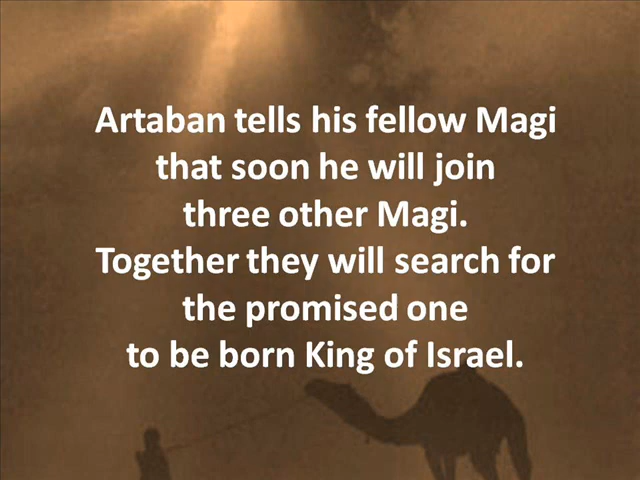 Artaban tells his fellow Magi
that soon he will join
three other Magi.
Together they will search for
the promised one
to be born King of Israel.